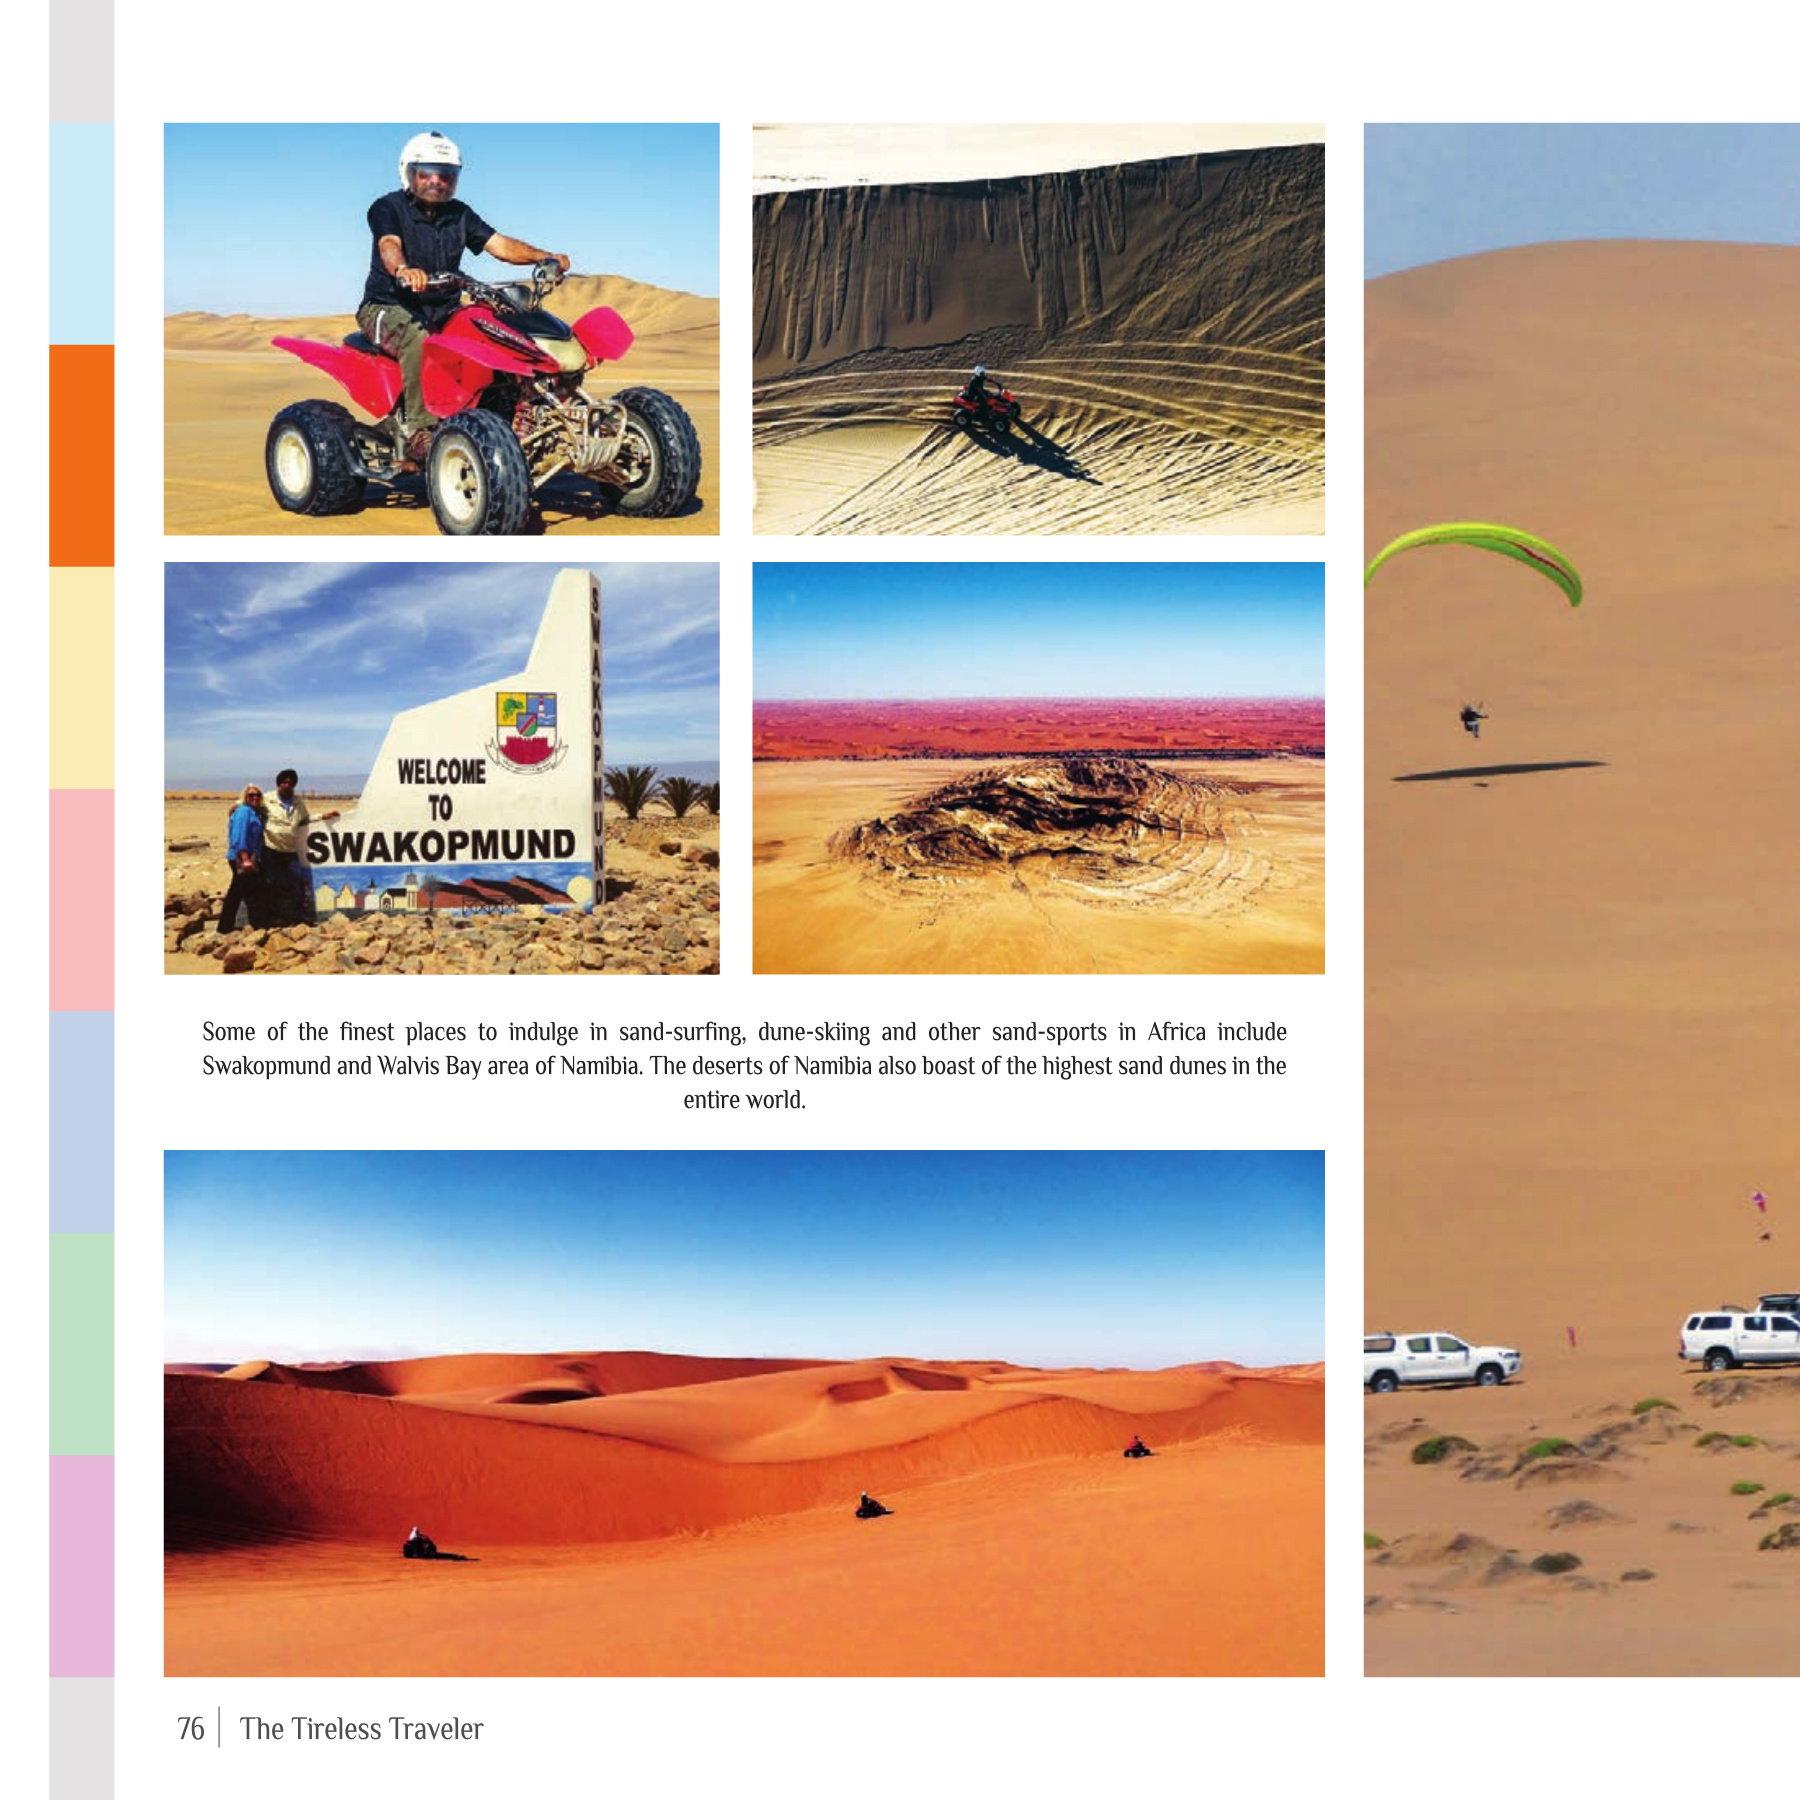 WELCOME
TO
SWAKOPMUND
SWAKOPMUND
Some of the finest places to indulge in sand-surfing, dune-skiing and other sand-sports in Africa include
Swakopmund and Walvis Bay area of Namibia. The deserts of Namibia also boast of the highest sand dunes in the
entire world.
76 | The Tireless Traveler